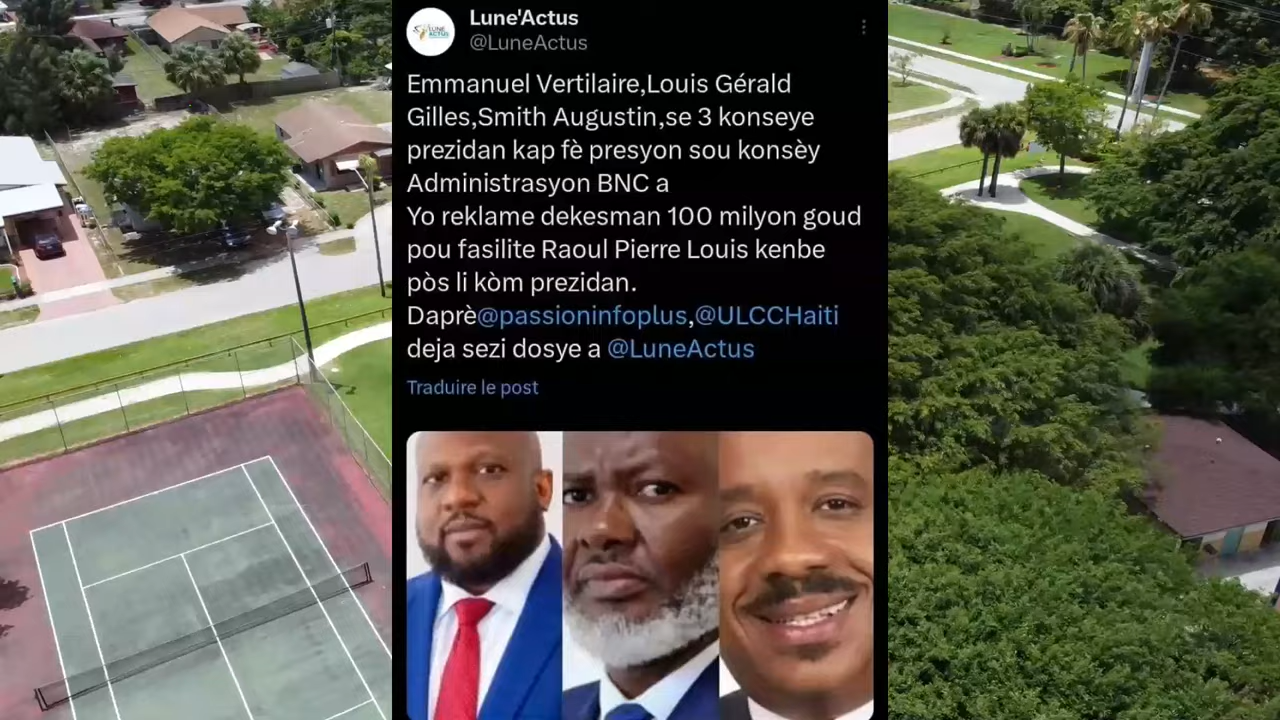 Lune'Actus
@LuneActus
Emmanuel Vertilaire,Louis Gérald
Gilles,Smith Augustin,se 3 konseye
prezidan kap fè presyon sou konsèy
Administrasyon BNC a
Yo reklame dekesman 100 milyon goud
pou fasilite Raoul Pierre Louis kenbe
pòs li kòm prezidan.
Daprè@passioninfoplus,@ULCCHaiti
deja sezi dosye a @LuneActus
Traduire le post